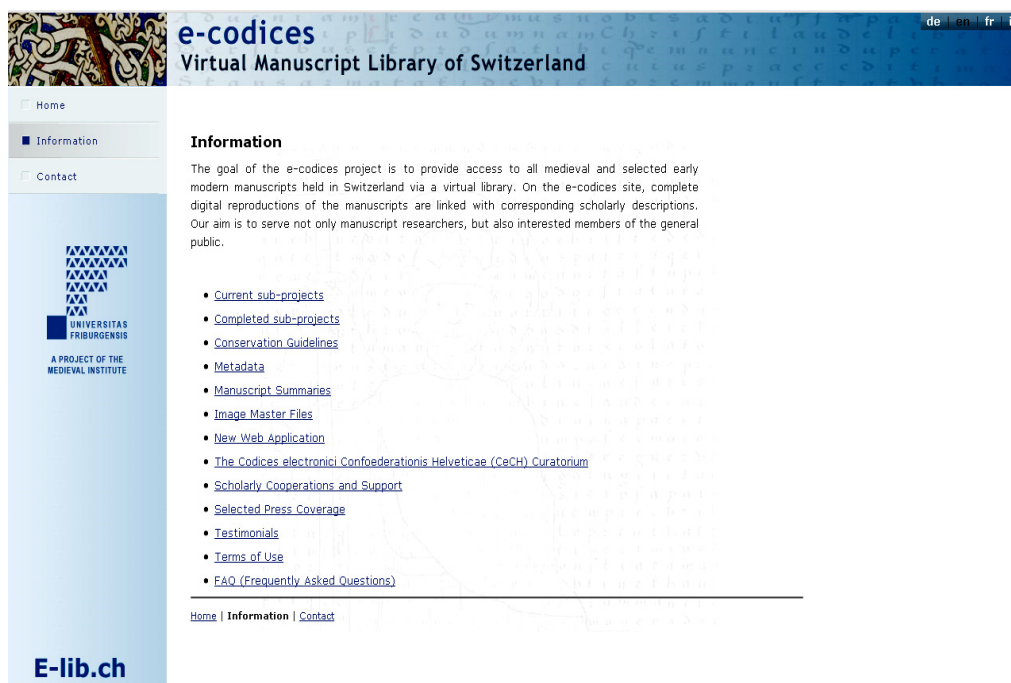 de | en | fr | i
e-codices
Virtual Manuscript Library of Switzerland
Home
Information
Contact
UNIVERSITAS
FRIBURGENSIS
A PROJECT OF THE
MEDIEVAL INSTITUTE
E-lib.ch
Information
The goal of the e-codices project is to provide access to all medieval and selected early
modern manuscripts held in Switzerland via a virtual library. On the e-codices site, complete
digital reproductions of the manuscripts are linked with corresponding scholarly descriptions.
Our aim is to serve not only manuscript researchers, but also interested members of the general
public.
• Current sub-projects
• Completed sub-projects
• Conservation Guidelines
• Metadata
• Manuscript Summaries
• Image Master Files
• New Web Application
• The Codices electronici Confoederationis Helveticae (CeCH) Curatorium
• Scholarly Cooperations and Support
• Selected Press Coverage
• Testimonials
• Terms of Use
• FAQ (Frequently Asked Questions)
Home | Information | Contact